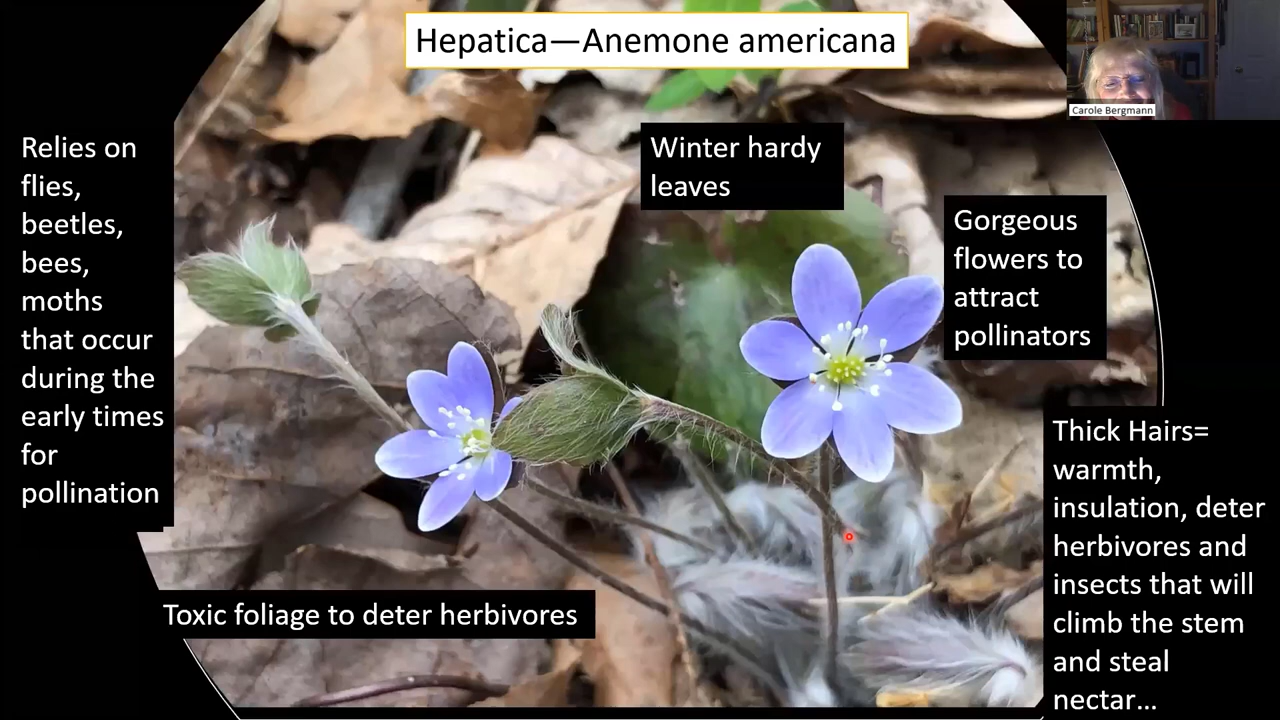 Hepatica—Anemone americana
Carole Bergmann
Relies on
flies,
beetles,
bees,
moths
that occur
during the
early times
for
pollination
Winter hardy
leaves
Gorgeous
flowers to
attract
pollinators
Thick Hairs=
warmth,
insulation, deter
herbivores and
insects that will
climb the stem
and steal
nectar…
Toxic foliage to deter herbivores